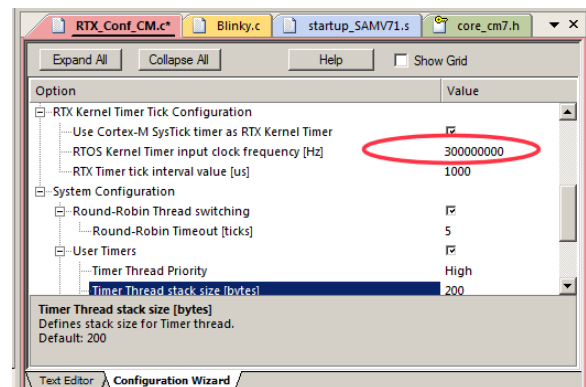 RTX_Conf_CM.c* Blinky.c startup_SAMV71.s core_cm7.h
Expand All Collapse All Help Show Grid
Option Value
RTX Kernel Timer Tick Configuration
Use Cortex-M SysTick timer as RTX Kernel Timer
RTOS Kernel Timer input clock frequency [Hz] 300000000
RTX Timer tick interval value [us] 1000
System Configuration
Round-Robin Thread switching
Round-Robin Timeout [ticks] 5
User Timers
Timer Thread Priority High
Timer Thread stack size [bytes] 200
Timer Thread stack size [bytes]
Defines stack size for Timer thread.
Default: 200
Text Editor Configuration Wizard